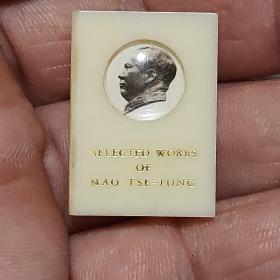 SELECTED WORKS
OF
MAO TSE-TUNG